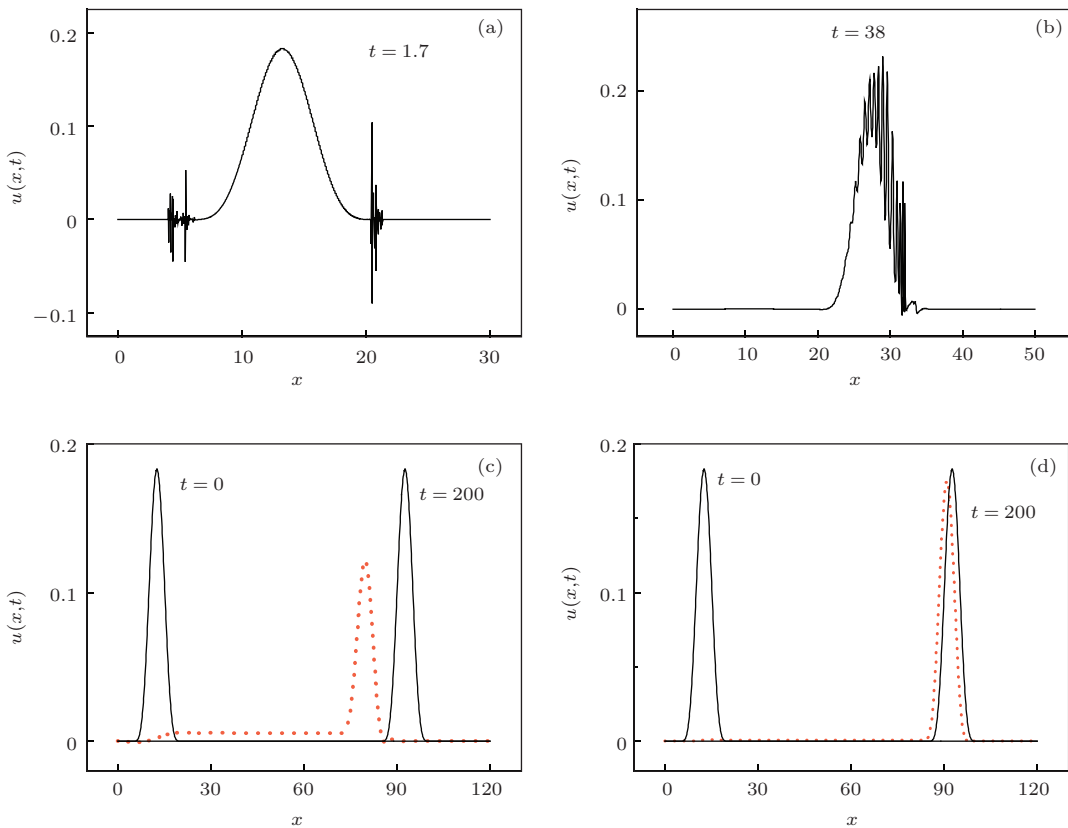 (a)
t = 1.7
0.2
0.1
0
−0.1
u(x,t)
0 10 20 30
x
(b)
t = 38
0.2
0.1
0
u(x,t)
0 10 20 30 40 50
x
(c)
t = 0
t = 200
0.2
0.1
0
u(x,t)
0 30 60 90 120
x
(d)
t = 0
t = 200
0.2
0.1
0
u(x,t)
0 30 60 90 120
x